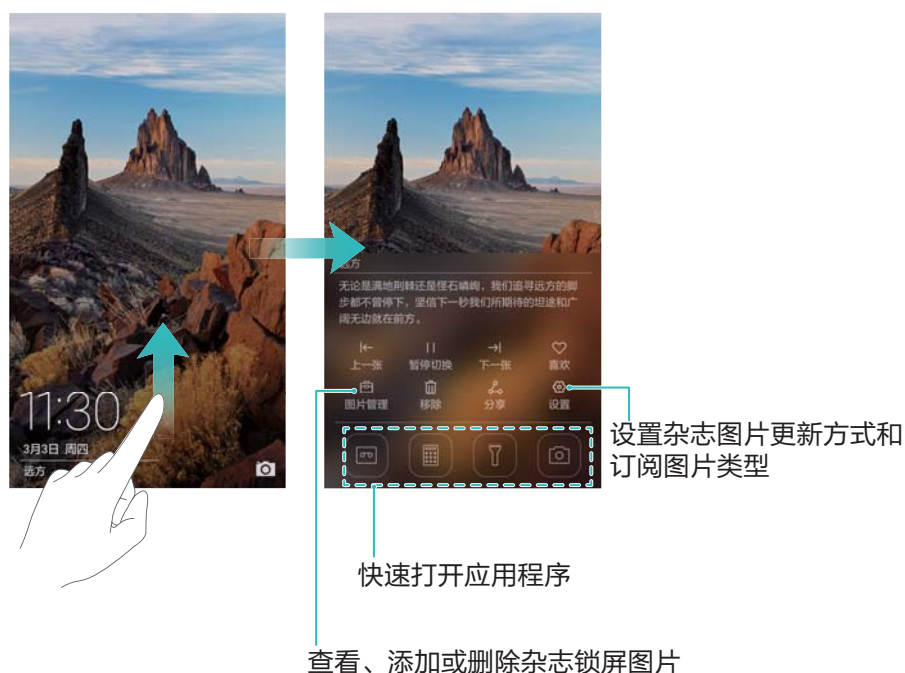 11:30
3月3日 周四
远方
远方
无论是满地荆棘还是怪石嶙峋，我们追寻远方的脚
步都不曾停下，坚信下一秒我们所期待的坦途和广
阔无边就在前方。
上一张 暂停切换 下一张 喜欢
图片管理 移除 分享 设置
设置杂志图片更新方式和
订阅图片类型
快速打开应用程序
查看、添加或删除杂志锁屏图片